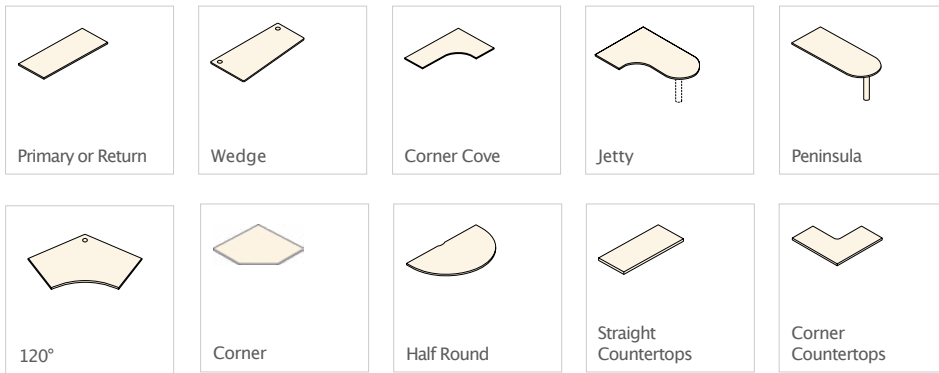 Primary or Return
Wedge
Corner Cove
Jetty
Peninsula
120°
Corner
Half Round
Straight
Countertops
Corner
Countertops